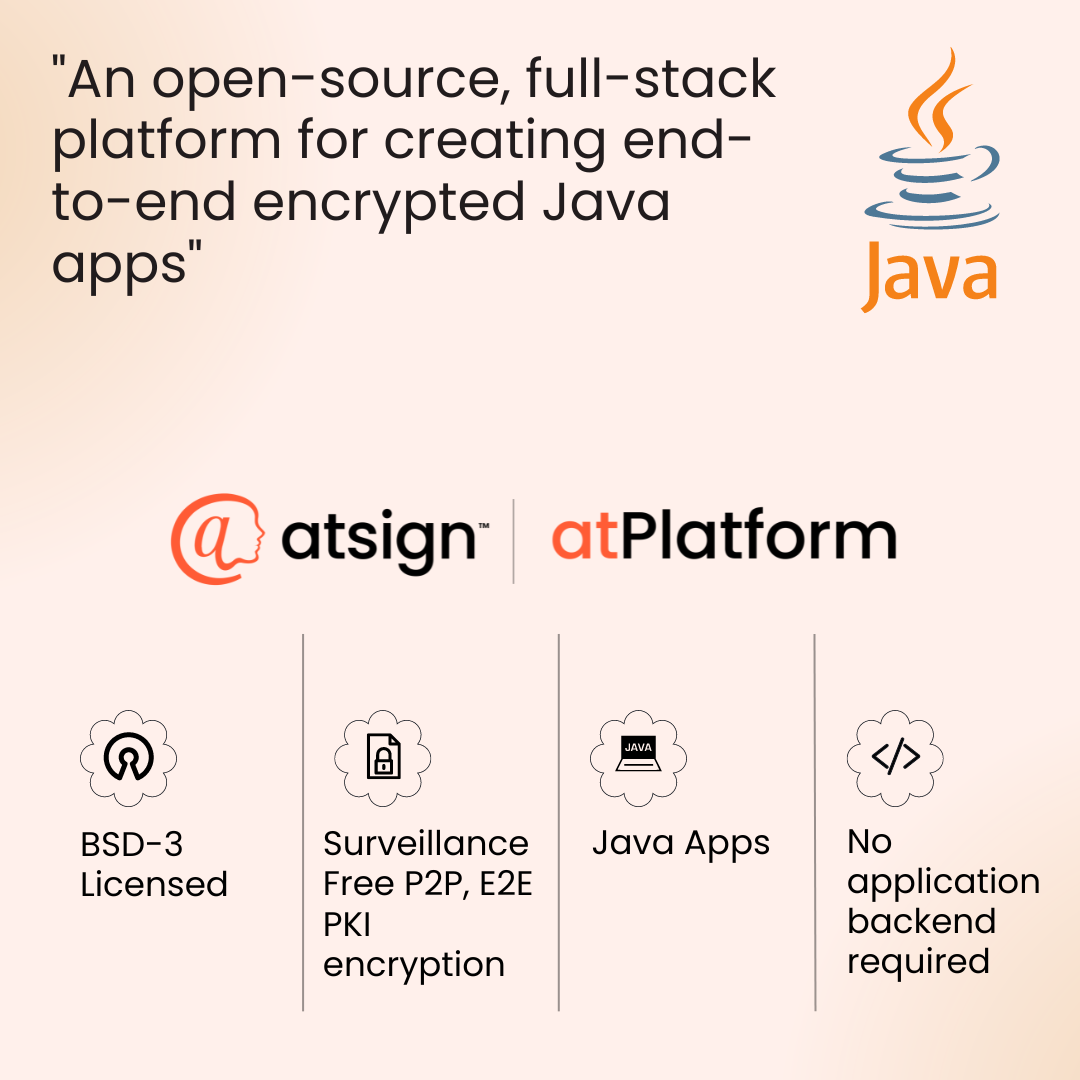 "An open-source, full-stack
platform for creating end-
to-end encrypted Java
apps"
Java
atsign™
atPlatform
BSD-3
Licensed
Surveillance
Free P2P, E2E
PKI
encryption
JAVA
Java Apps
No
application
backend
required